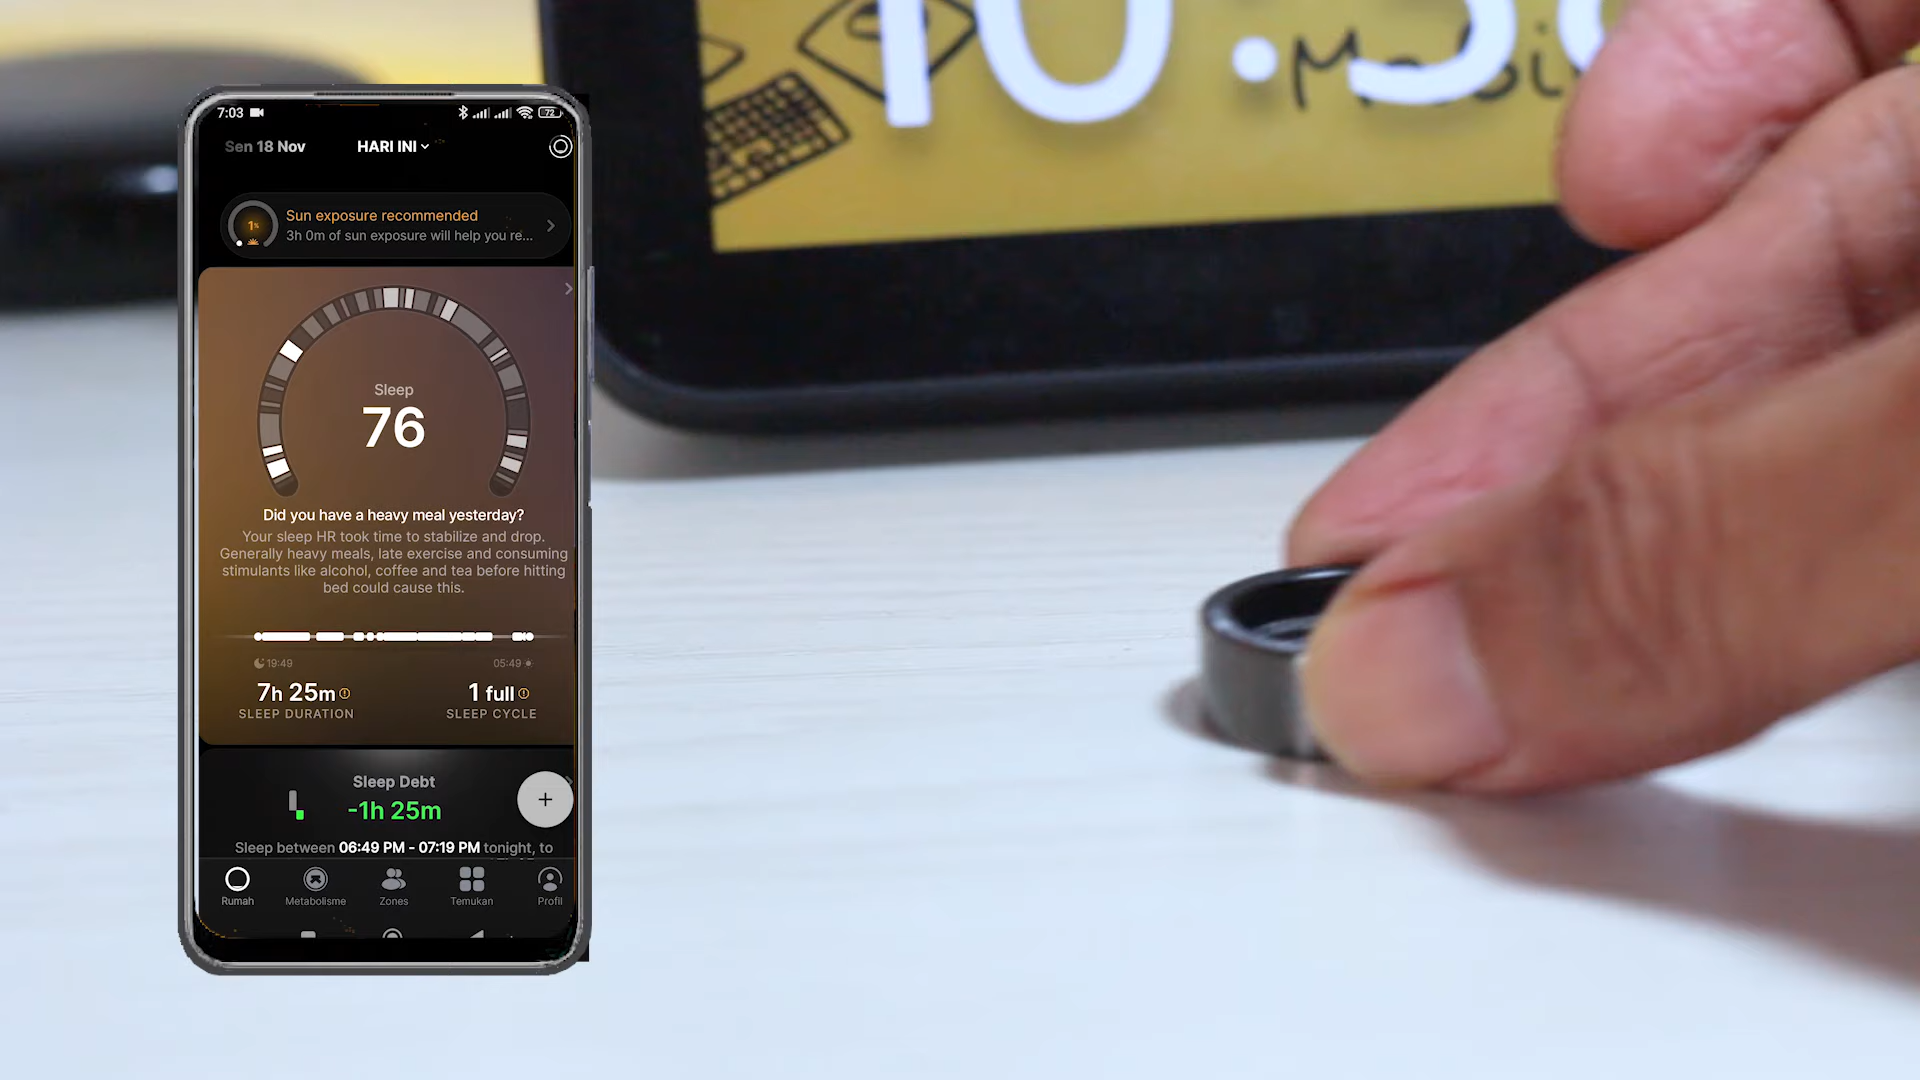 7:03
72
Sen 18 Nov
HARI INI
1%
Sun exposure recommended
3h 0m of sun exposure will help you re...
Sleep
76
Did you have a heavy meal yesterday?
Your sleep HR took time to stabilize and drop.
Generally heavy meals, late exercise and consuming
stimulants like alcohol, coffee and tea before hitting
bed could cause this.
19:49
05:49
7h 25m
1 full
SLEEP DURATION
SLEEP CYCLE
Sleep Debt
-1h 25m
+
Sleep between 06:49 PM - 07:19 PM tonight, to
Rumah
Metabolisme
Zones
Temukan
Profil